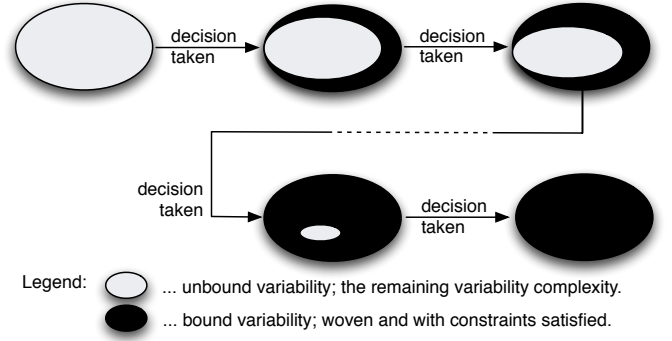 decision
taken
decision
taken
decision
taken
decision
taken
Legend:
... unbound variability; the remaining variability complexity.
... bound variability; woven and with constraints satisfied.